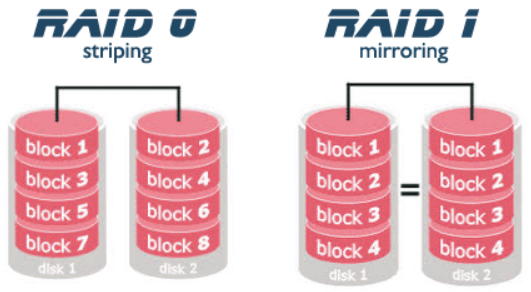 RAID 0
striping
block 1
block 3
block 5
block 7
disk 1
block 2
block 4
block 6
block 8
disk 2
RAID 1
mirroring
block 1
block 2
block 3
block 4
disk 1
=
block 1
block 2
block 3
block 4
disk 2